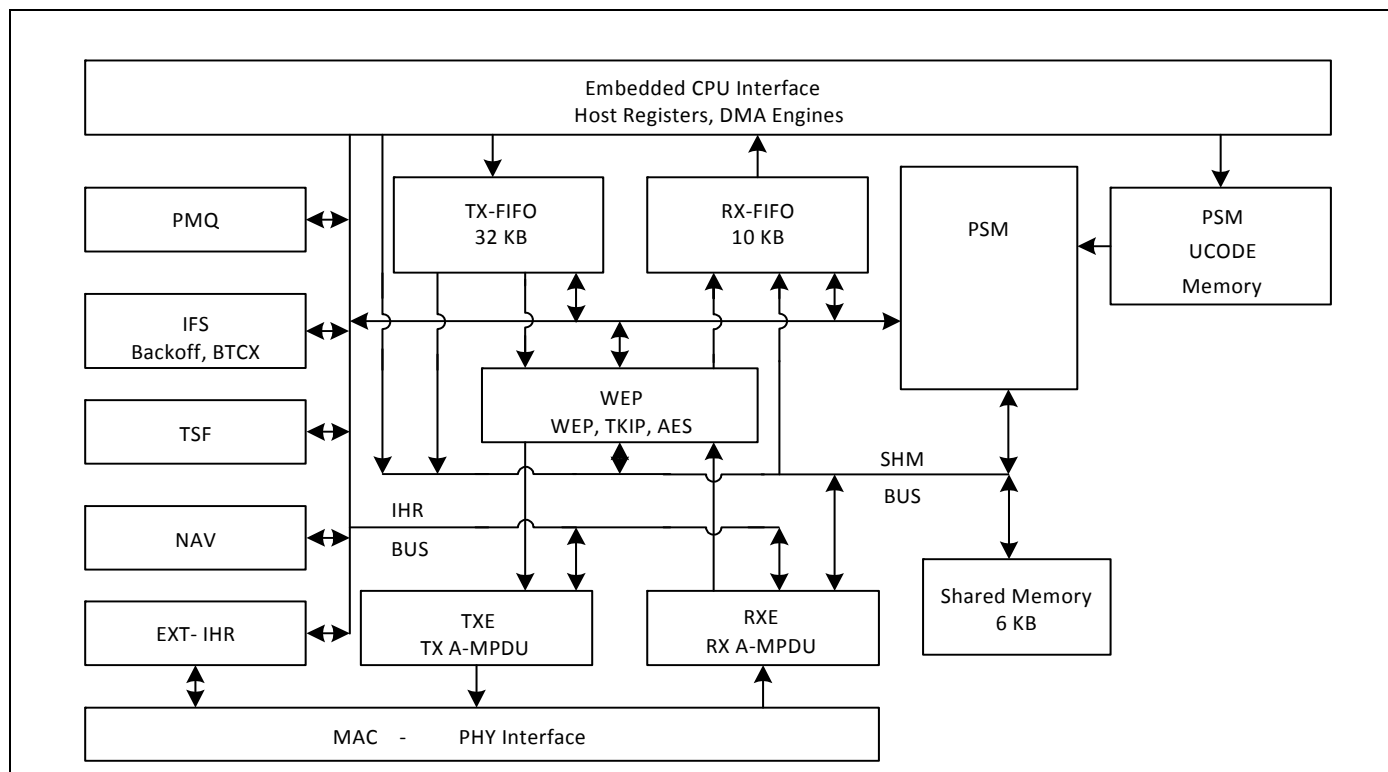 Embedded CPU Interface
Host Registers, DMA Engines
PMQ
TX-FIFO
32 KB
RX-FIFO
10 KB
PSM
PSM
UCODE
Memory
IFS
Backoff, BTCX
WEP
WEP, TKIP, AES
TSF
SHM
BUS
IHR
BUS
NAV
Shared Memory
6 KB
EXT- IHR
TXE
TX A-MPDU
RXE
RX A-MPDU
MAC - PHY Interface